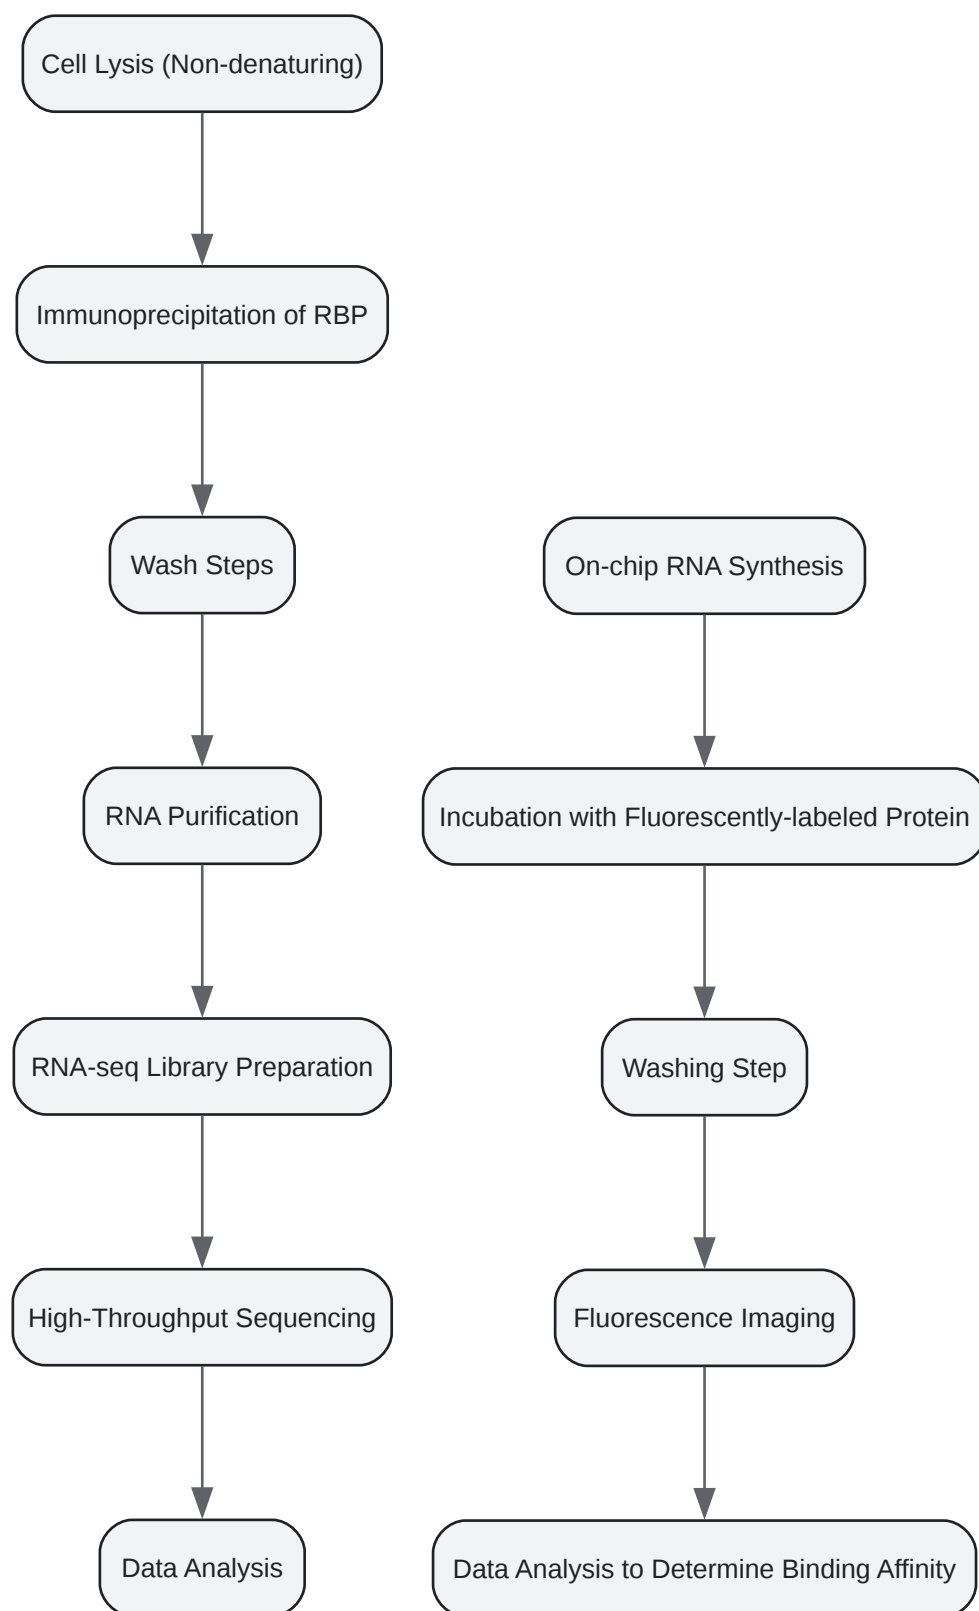 Cell Lysis (Non-denaturing)
Immunoprecipitation of RBP
Wash Steps
RNA Purification
RNA-seq Library Preparation
High-Throughput Sequencing
Data Analysis
On-chip RNA Synthesis
Incubation with Fluorescently-labeled Protein
Washing Step
Fluorescence Imaging
Data Analysis to Determine Binding Affinity